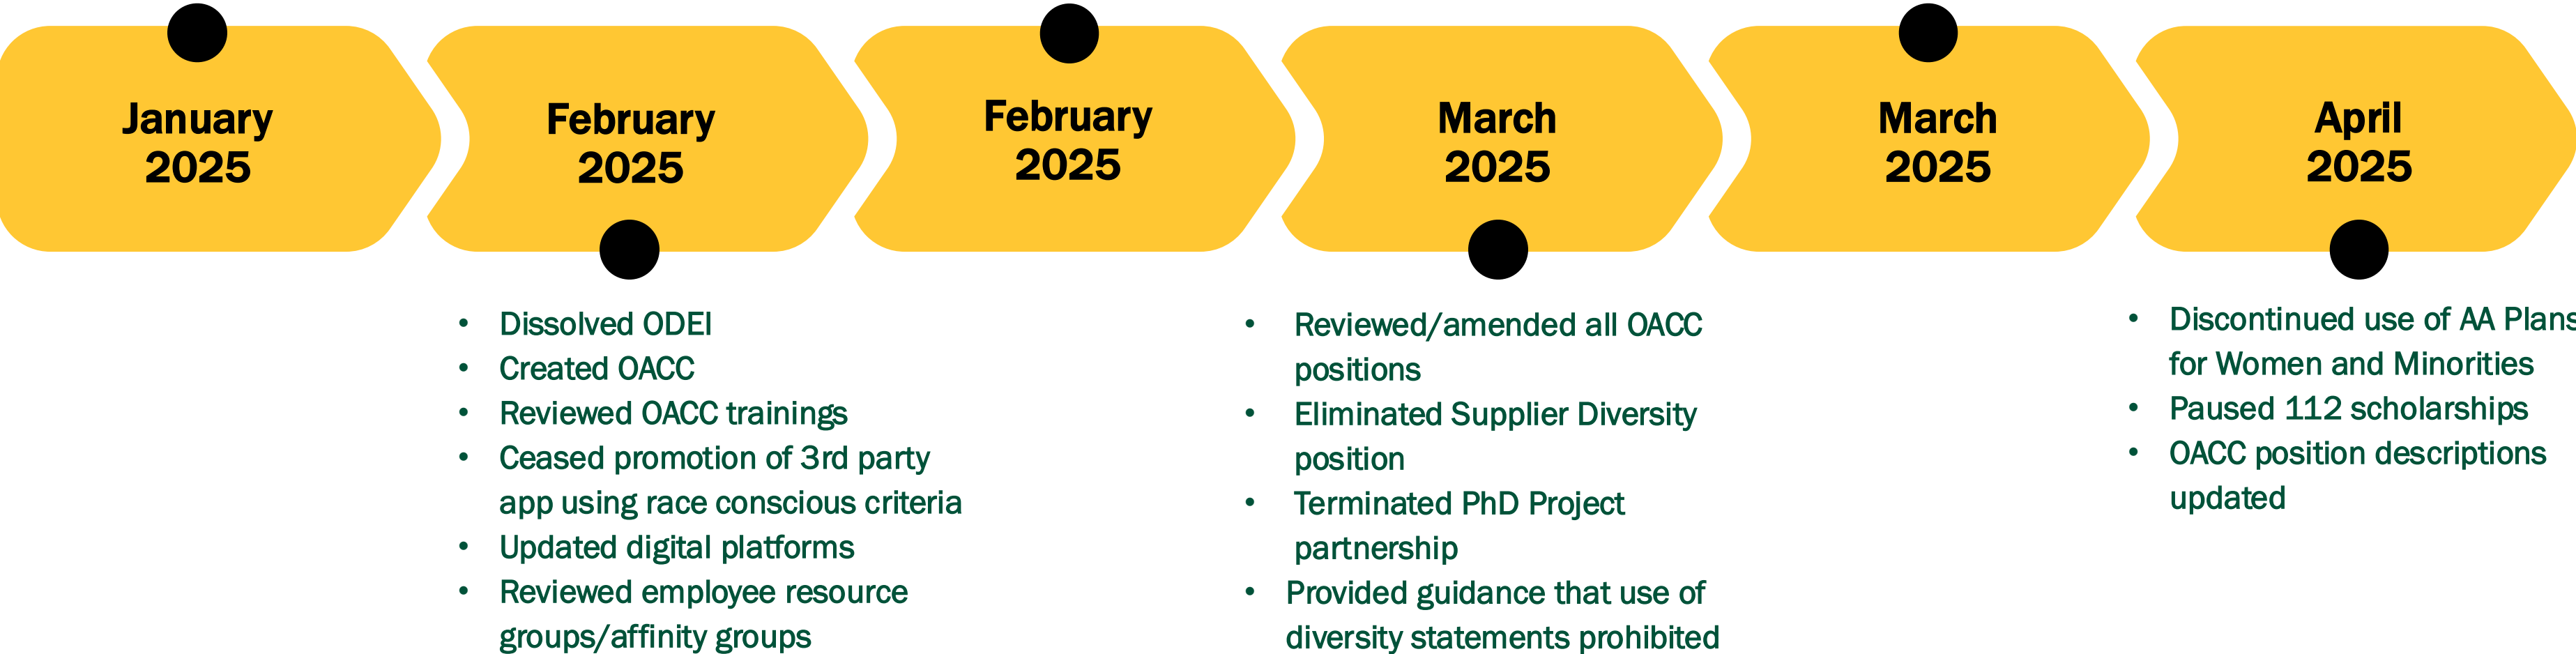 January
2025
February
2025
February
2025
March
2025
March
2025
April
2025
• Dissolved ODEI
• Created OACC
• Reviewed OACC trainings
• Ceased promotion of 3rd party
app using race conscious criteria
• Updated digital platforms
• Reviewed employee resource
groups/affinity groups
• Reviewed/amended all OACC
positions
• Eliminated Supplier Diversity
position
• Terminated PhD Project
partnership
• Provided guidance that use of
diversity statements prohibited
• Discontinued use of AA Plans
for Women and Minorities
• Paused 112 scholarships
• OACC position descriptions
updated